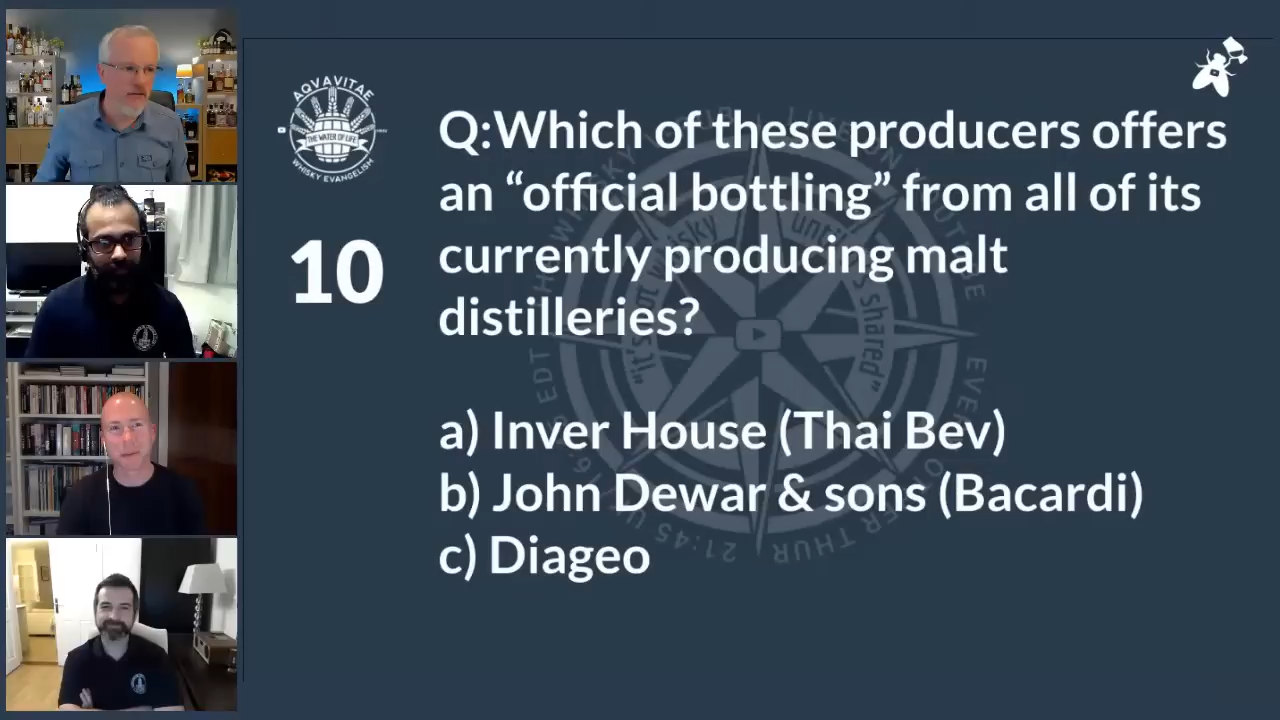 AQVAVITAE
THE WATER OF LIFE
WHISKY EVANGELISM
10
Q:Which of these producers offers
an “official bottling” from all of its
currently producing malt
distilleries?
a) Inver House (Thai Bev)
b) John Dewar & sons (Bacardi)
c) Diageo